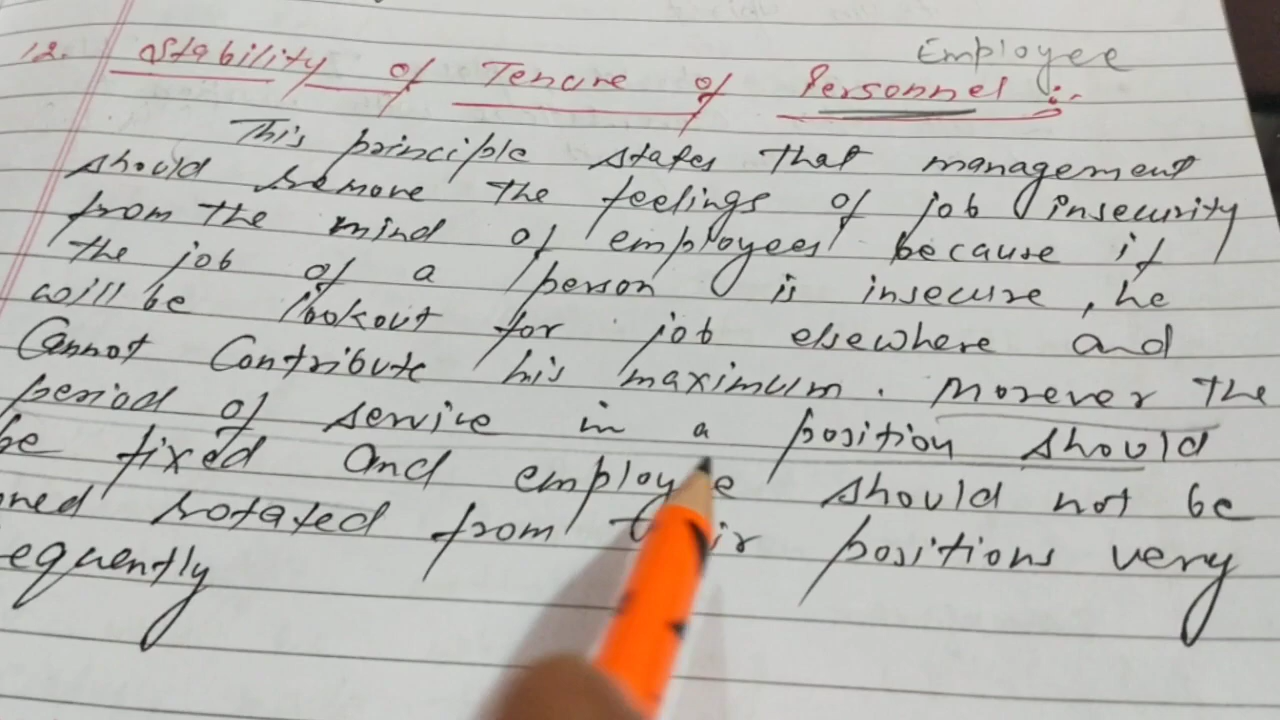 Employee
12. Stability of Tenure of Personnel :-
This principle states that management
should remove the feelings of job insecurity
from the mind of employees because if
the job of a person is insecure, he
will be lookout for job elsewhere and
Cannot Contribute his maximum. Morever the
period of service in a position should
be fixed and employee should not be
ned rotated from their positions very
equently